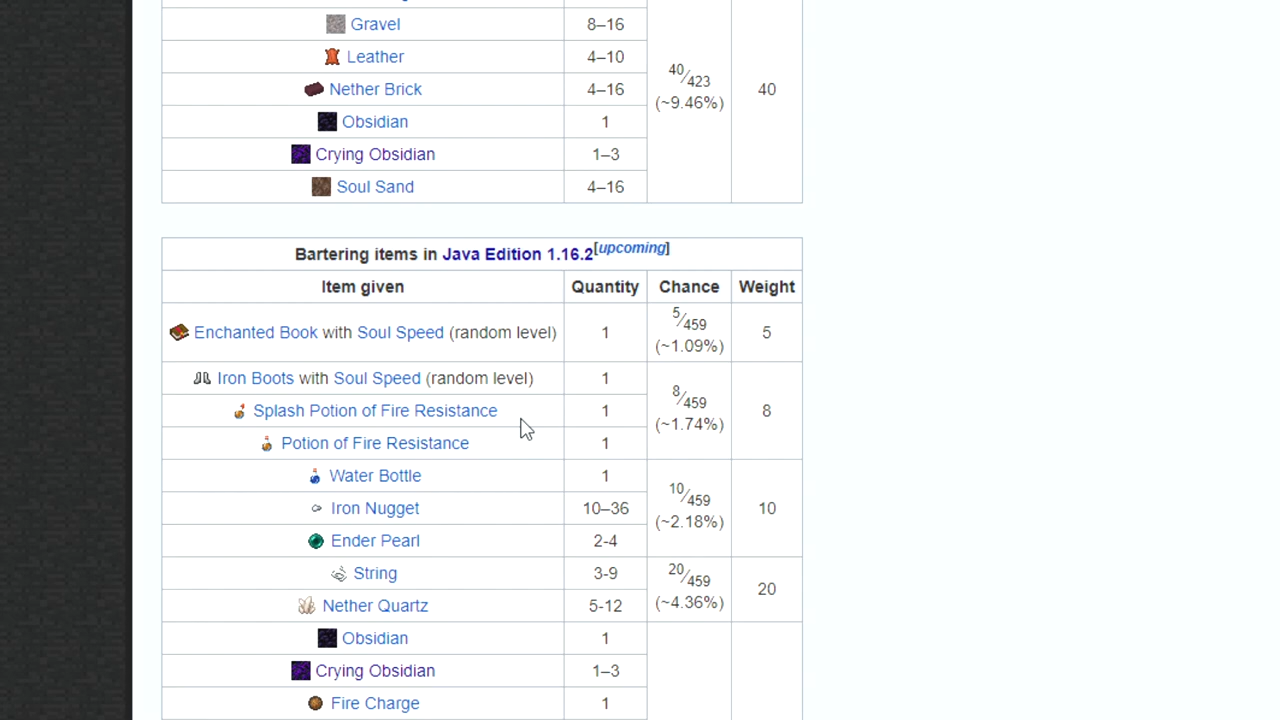 Gravel 8–16
Leather 4–10
40/423
Nether Brick 4–16 (~9.46%) 40
Obsidian 1
Crying Obsidian 1–3
Soul Sand 4–16
Bartering items in Java Edition 1.16.2[upcoming]
Item given Quantity Chance Weight
Enchanted Book with Soul Speed (random level) 1 5/459 (~1.09%) 5
Iron Boots with Soul Speed (random level) 1
Splash Potion of Fire Resistance 1 8/459 (~1.74%) 8
Potion of Fire Resistance 1
Water Bottle 1
Iron Nugget 10–36 10/459 (~2.18%) 10
Ender Pearl 2-4
String 3-9 20/459 (~4.36%) 20
Nether Quartz 5-12
Obsidian 1
Crying Obsidian 1–3
Fire Charge 1